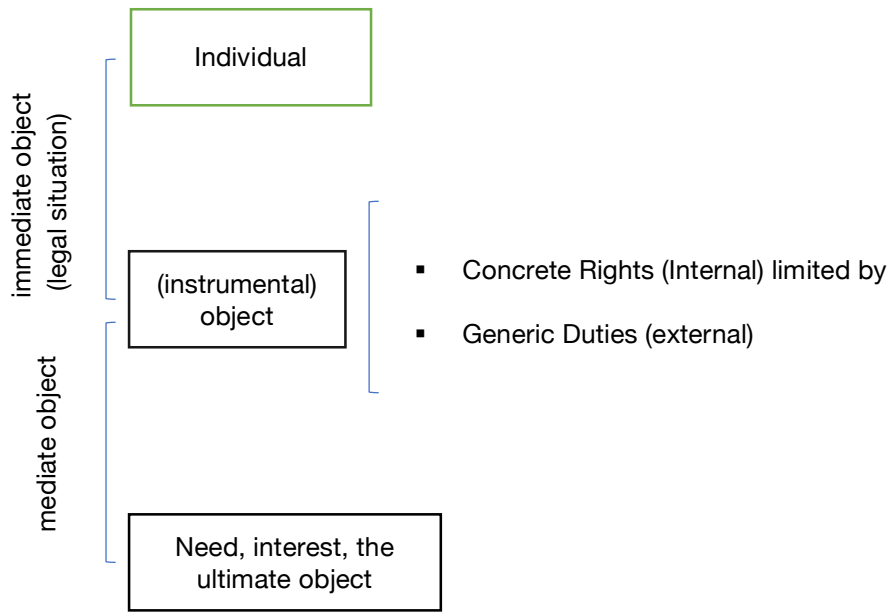 Individual
immediate object
(legal situation)
(instrumental)
object
▪ Concrete Rights (Internal) limited by
▪ Generic Duties (external)
mediate object
Need, interest, the
ultimate object